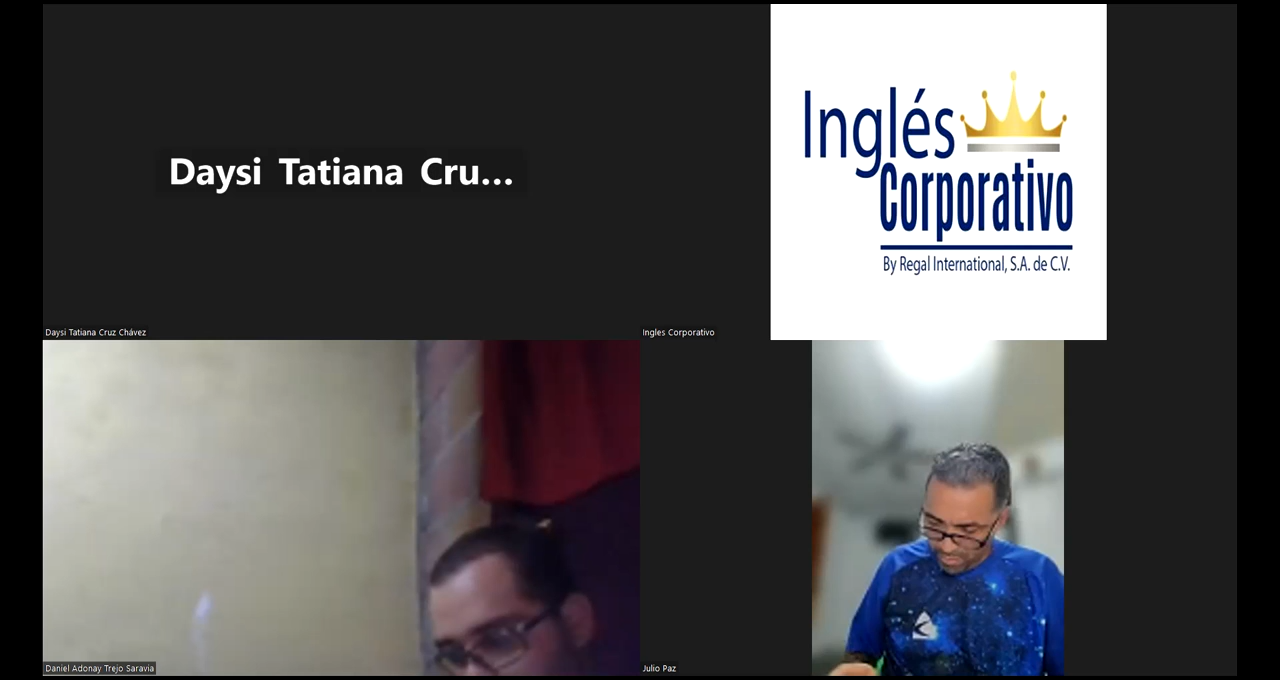 Daysi Tatiana Cru...
Daysi Tatiana Cruz Chávez
Inglés
Corporativo
By Regal International, S.A. de C.V.
Ingles Corporativo
Daniel Adonay Trejo Saravia
Julio Paz